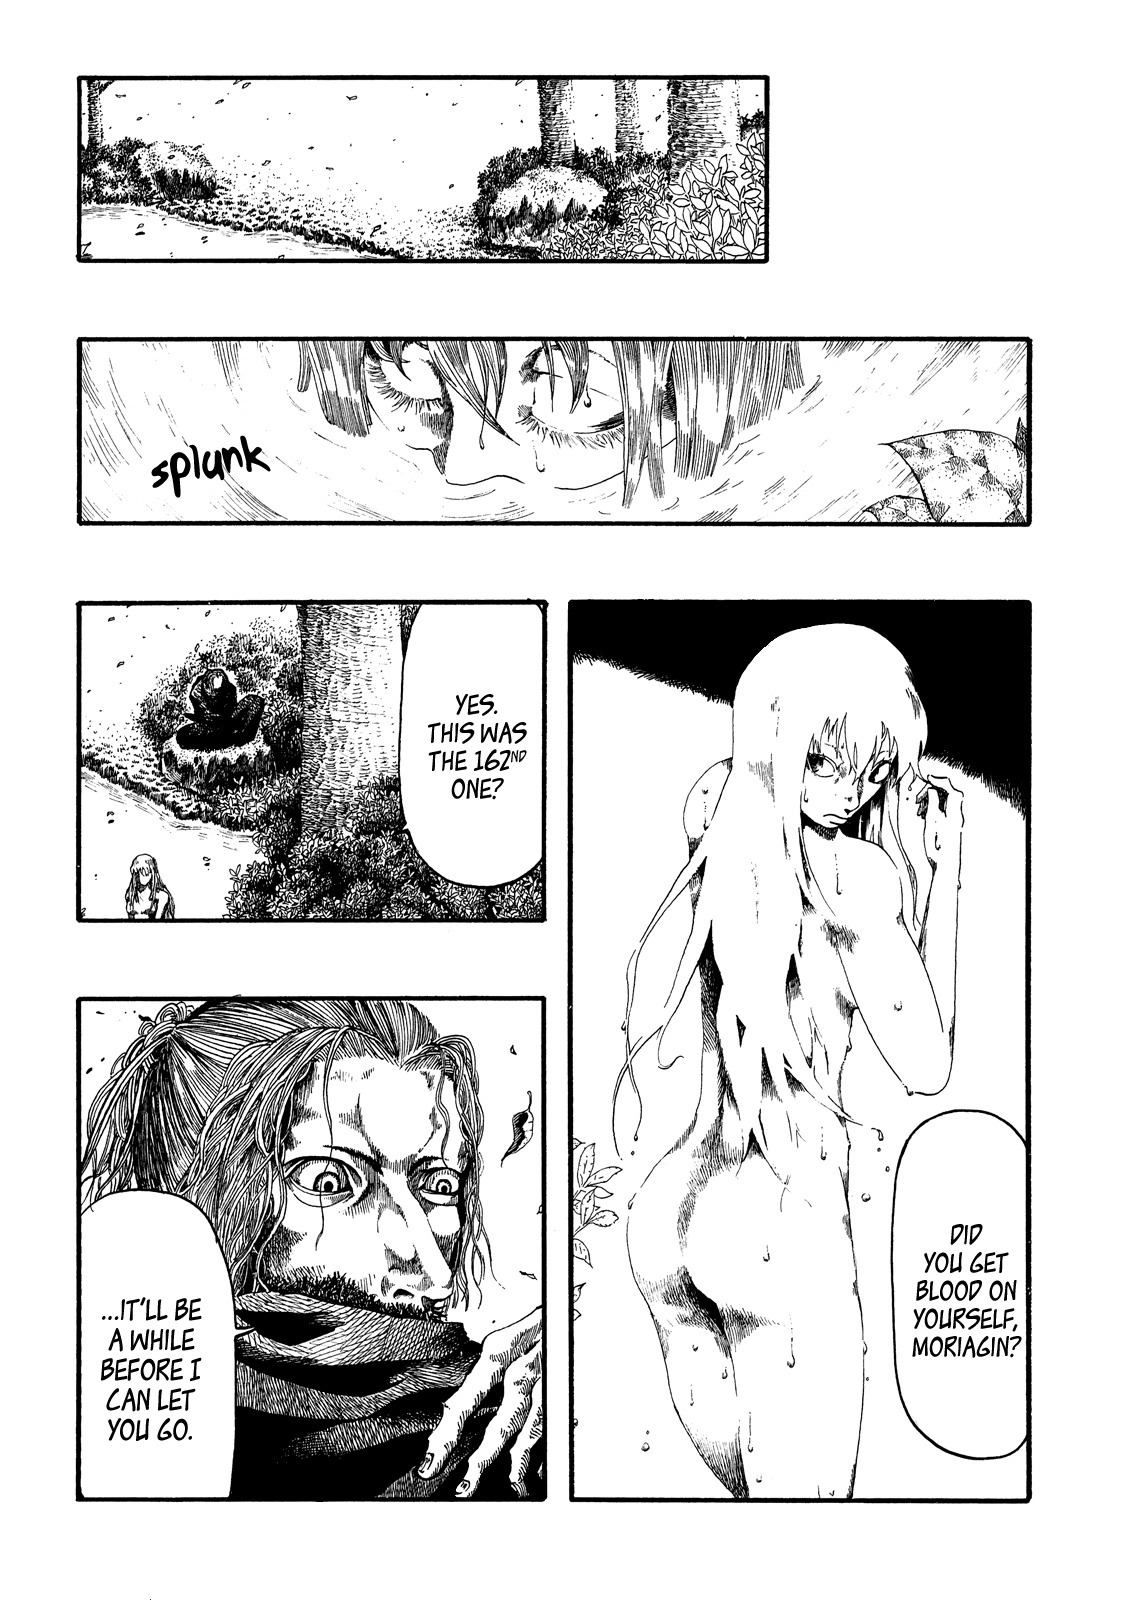 splunk
DID
YOU GET
BLOOD ON
YOURSELF,
MORIAGIN?
YES.
THIS WAS
THE 162ND
ONE?
...IT'LL BE
A WHILE
BEFORE I
CAN LET
YOU GO.